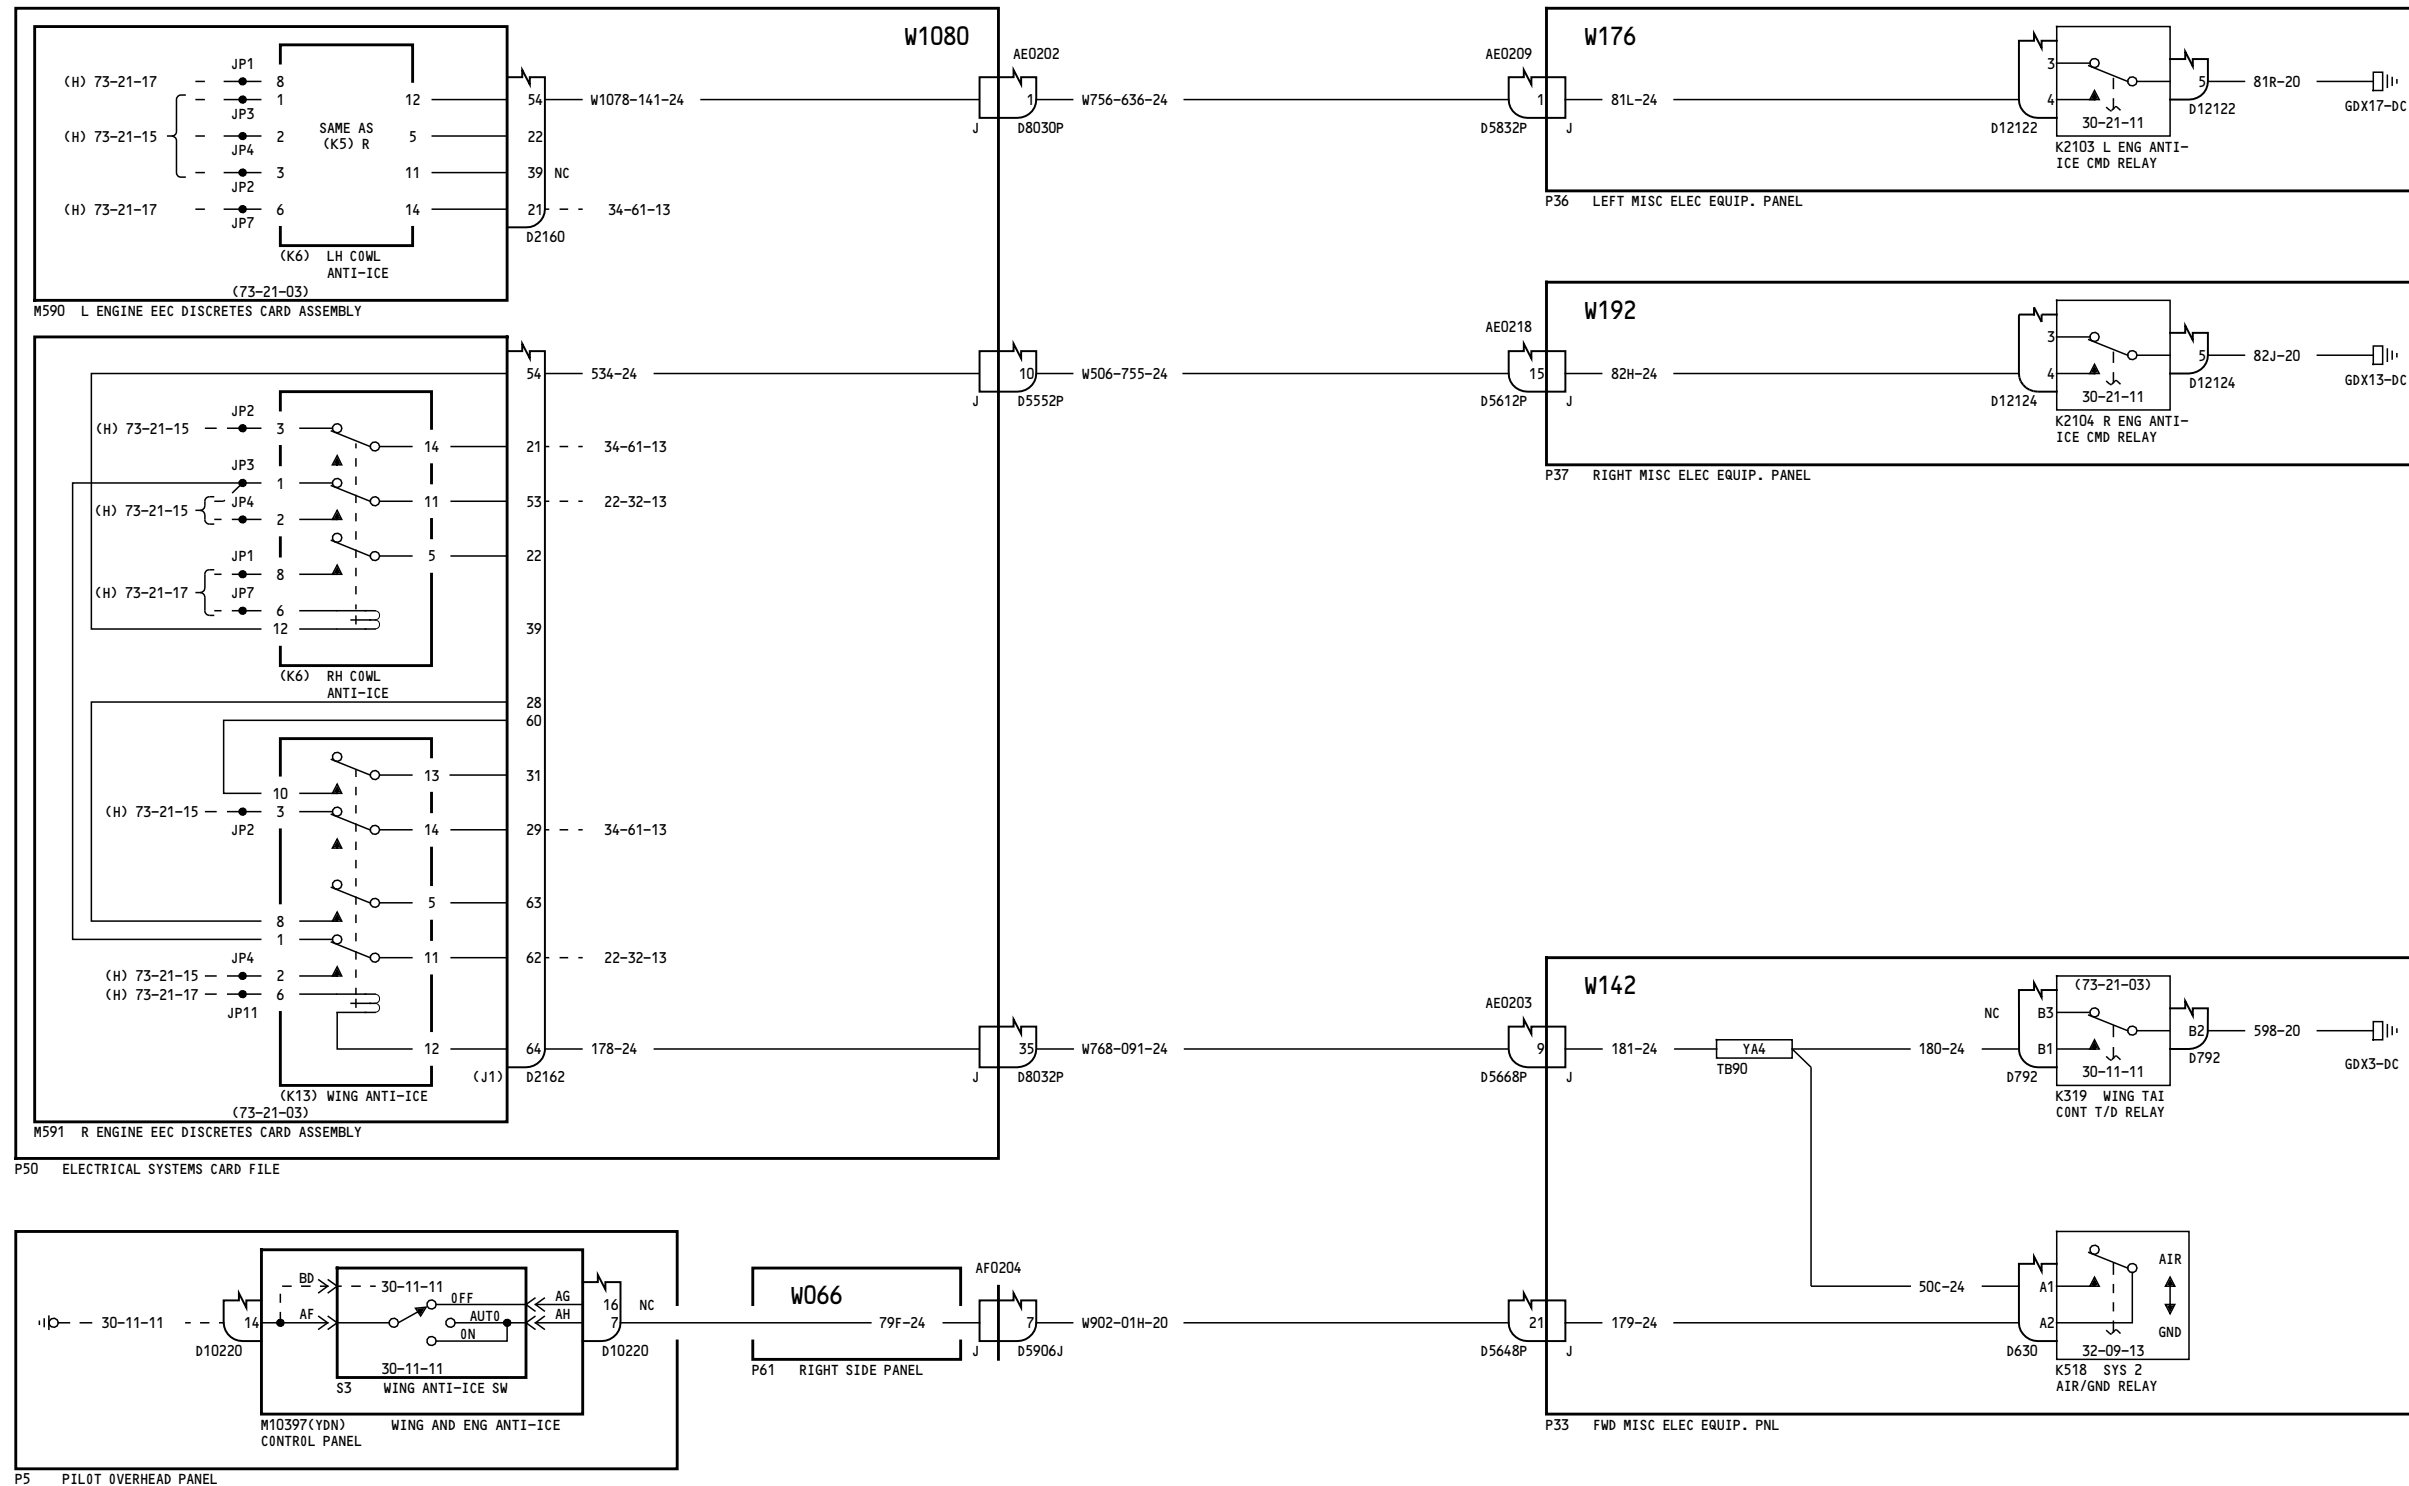 W1080
AE0202
AE0209
W176
(H) 73-21-17
JP1
8
1
JP3
(H) 73-21-15
2
JP4
3
JP2
(H) 73-21-17
6
JP7
SAME AS
(K5) R
12
5
11
14
54
22
39 NC
21
W1078-141-24
34-61-13
D2160
(K6) LH COWL
ANTI-ICE
(73-21-03)
M590 L ENGINE EEC DISCRETES CARD ASSEMBLY
J
1
D8030P
W756-636-24
1
D5832P
J
81L-24
3
4
D12122
30-21-11
5
D12122
81R-20
GDX17-DC
K2103 L ENG ANTI-
ICE CMD RELAY
P36 LEFT MISC ELEC EQUIP. PANEL
54
534-24
J
10
D5552P
W506-755-24
AE0218
15
D5612P
J
W192
82H-24
3
4
D12124
30-21-11
5
D12124
82J-20
GDX13-DC
K2104 R ENG ANTI-
ICE CMD RELAY
P37 RIGHT MISC ELEC EQUIP. PANEL
JP2
(H) 73-21-15
3
14
21
34-61-13
JP3
1
11
53
22-32-13
(H) 73-21-15
JP4
2
JP1
5
22
8
(H) 73-21-17
JP7
6
12
39
(K6) RH COWL
ANTI-ICE
28
60
13
31
10
(H) 73-21-15
3
JP2
14
29
34-61-13
5
63
8
1
11
62
22-32-13
JP4
(H) 73-21-15
2
(H) 73-21-17
6
JP11
12
64
178-24
(J1)
D2162
(K13) WING ANTI-ICE
(73-21-03)
M591 R ENGINE EEC DISCRETES CARD ASSEMBLY
P50 ELECTRICAL SYSTEMS CARD FILE
J
35
D8032P
W768-091-24
AE0203
9
D5668P
J
W142
181-24
YA4
TB90
180-24
NC
B3
B1
D792
(73-21-03)
30-11-11
B2
D792
598-20
GDX3-DC
K319 WING TAI
CONT T/D RELAY
50C-24
A1
A2
D630
AIR
GND
32-09-13
K518 SYS 2
AIR/GND RELAY
P33 FWD MISC ELEC EQUIP. PNL
30-11-11
14
D10220
BD
AF
30-11-11
OFF
AUTO
ON
30-11-11
AG
AH
16
7
NC
D10220
S3 WING ANTI-ICE SW
M10397(YDN) WING AND ENG ANTI-ICE
CONTROL PANEL
P5 PILOT OVERHEAD PANEL
W066
79F-24
P61 RIGHT SIDE PANEL
AF0204
J
7
D5906J
W902-01H-20
21
D5648P
J
179-24